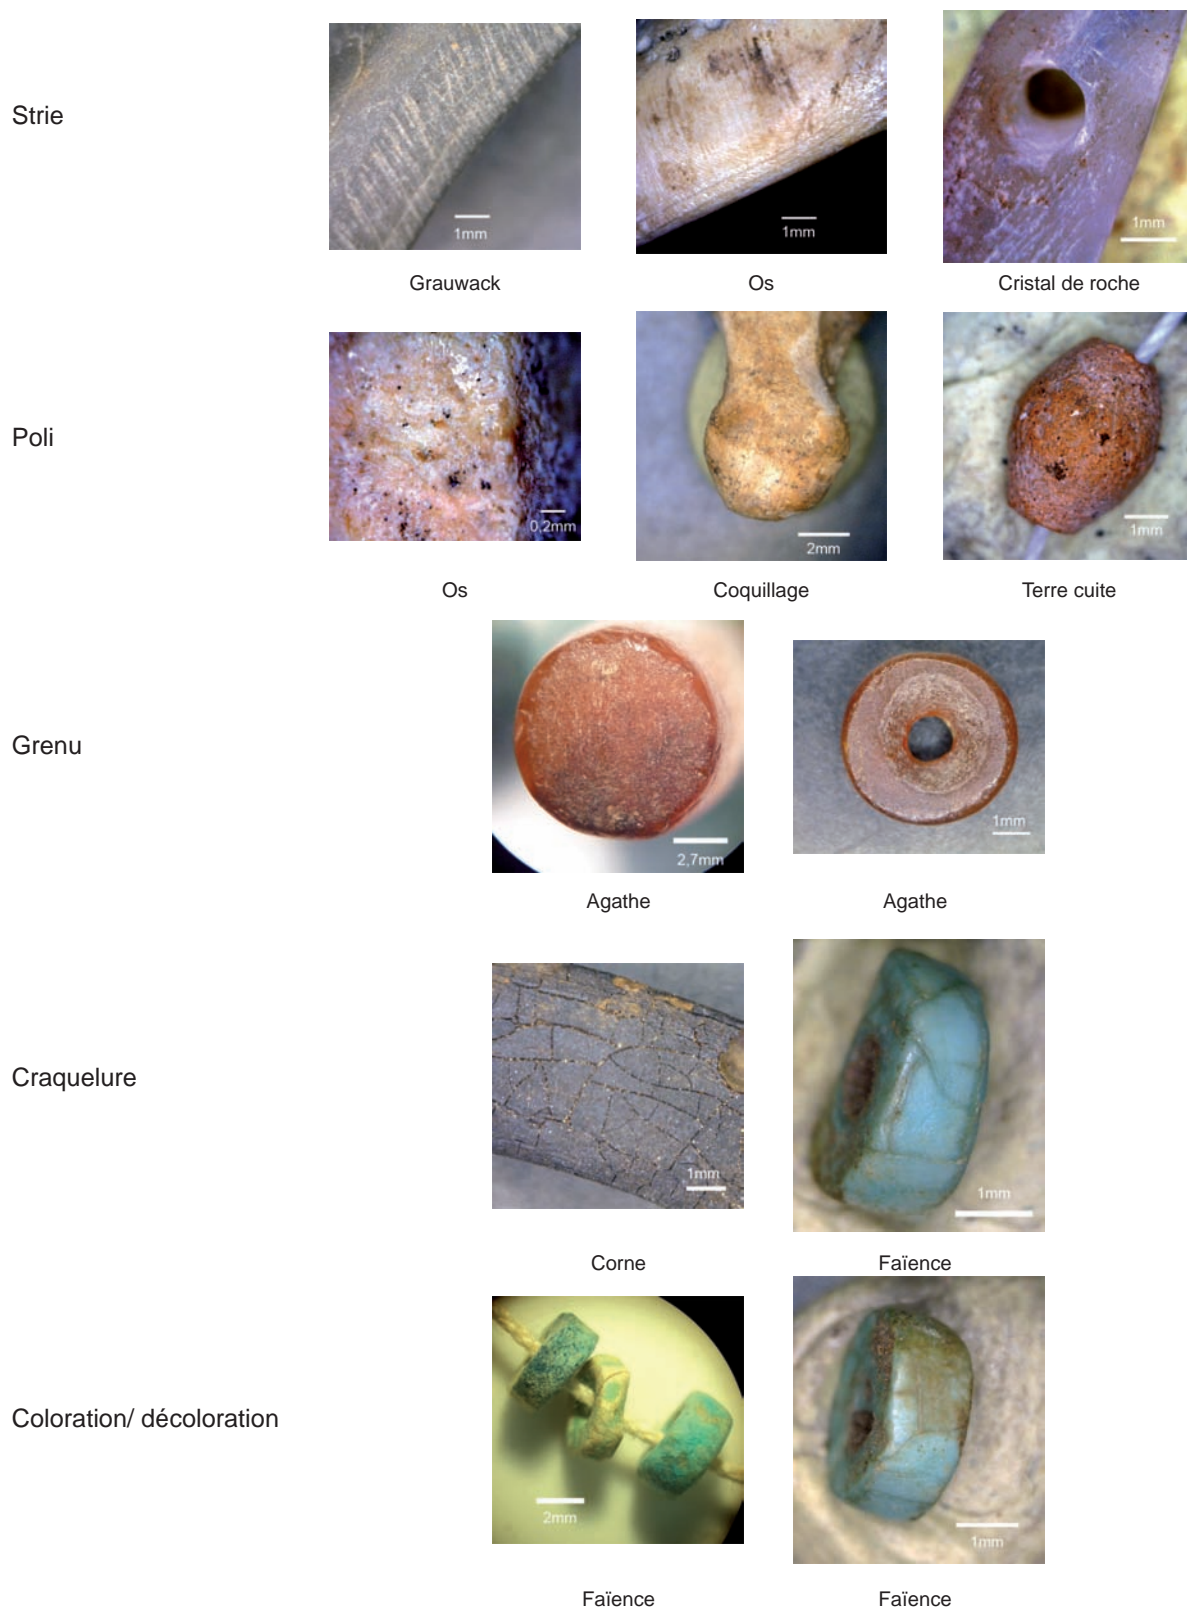 Strie
1mm
1mm
1mm
Grauwack
Os
Cristal de roche
Poli
0,2mm
2mm
1mm
Os
Coquillage
Terre cuite
Grenu
2,7mm
1mm
Agathe
Agathe
Craquelure
1mm
1mm
Corne
Faïence
Coloration/ décoloration
2mm
1mm
Faïence
Faïence